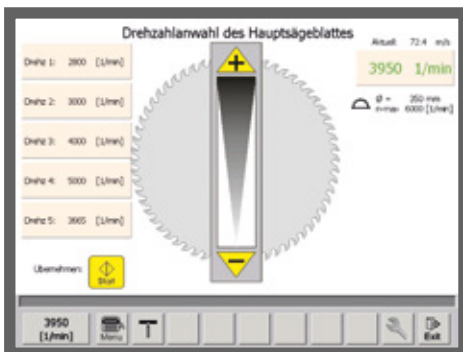 Drehzahlanwahl des Hauptsägeblattes
Aktuell: 72.4 m/s
3950 1/min
Ø = 350 mm
n-max: 6000 [1/min]
Drehz 1: 2800 [1/min]
Drehz 2: 3000 [1/min]
Drehz 3: 4000 [1/min]
Drehz 4: 5000 [1/min]
Drehz 5: 3665 [1/min]
Übernehmen:
Start
3950
[1/min]
Menu
Exit